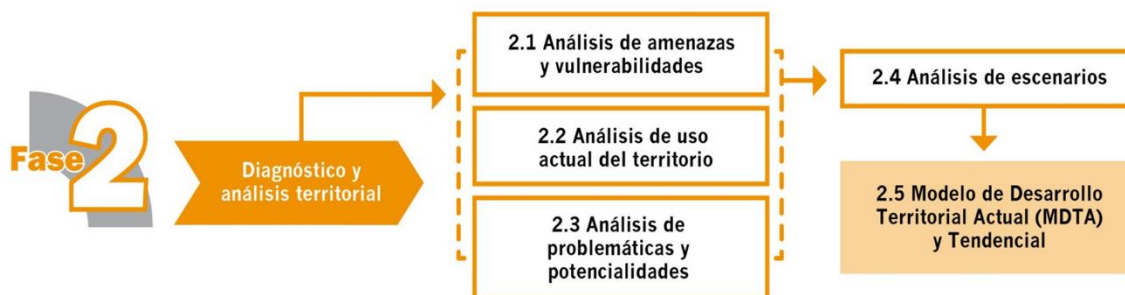 Fase 2
Diagnóstico y
análisis territorial
2.1 Análisis de amenazas
y vulnerabilidades
2.2 Análisis de uso
actual del territorio
2.3 Análisis de
problemáticas y
potencialidades
2.4 Análisis de escenarios
2.5 Modelo de Desarrollo
Territorial Actual (MDTA)
y Tendencial